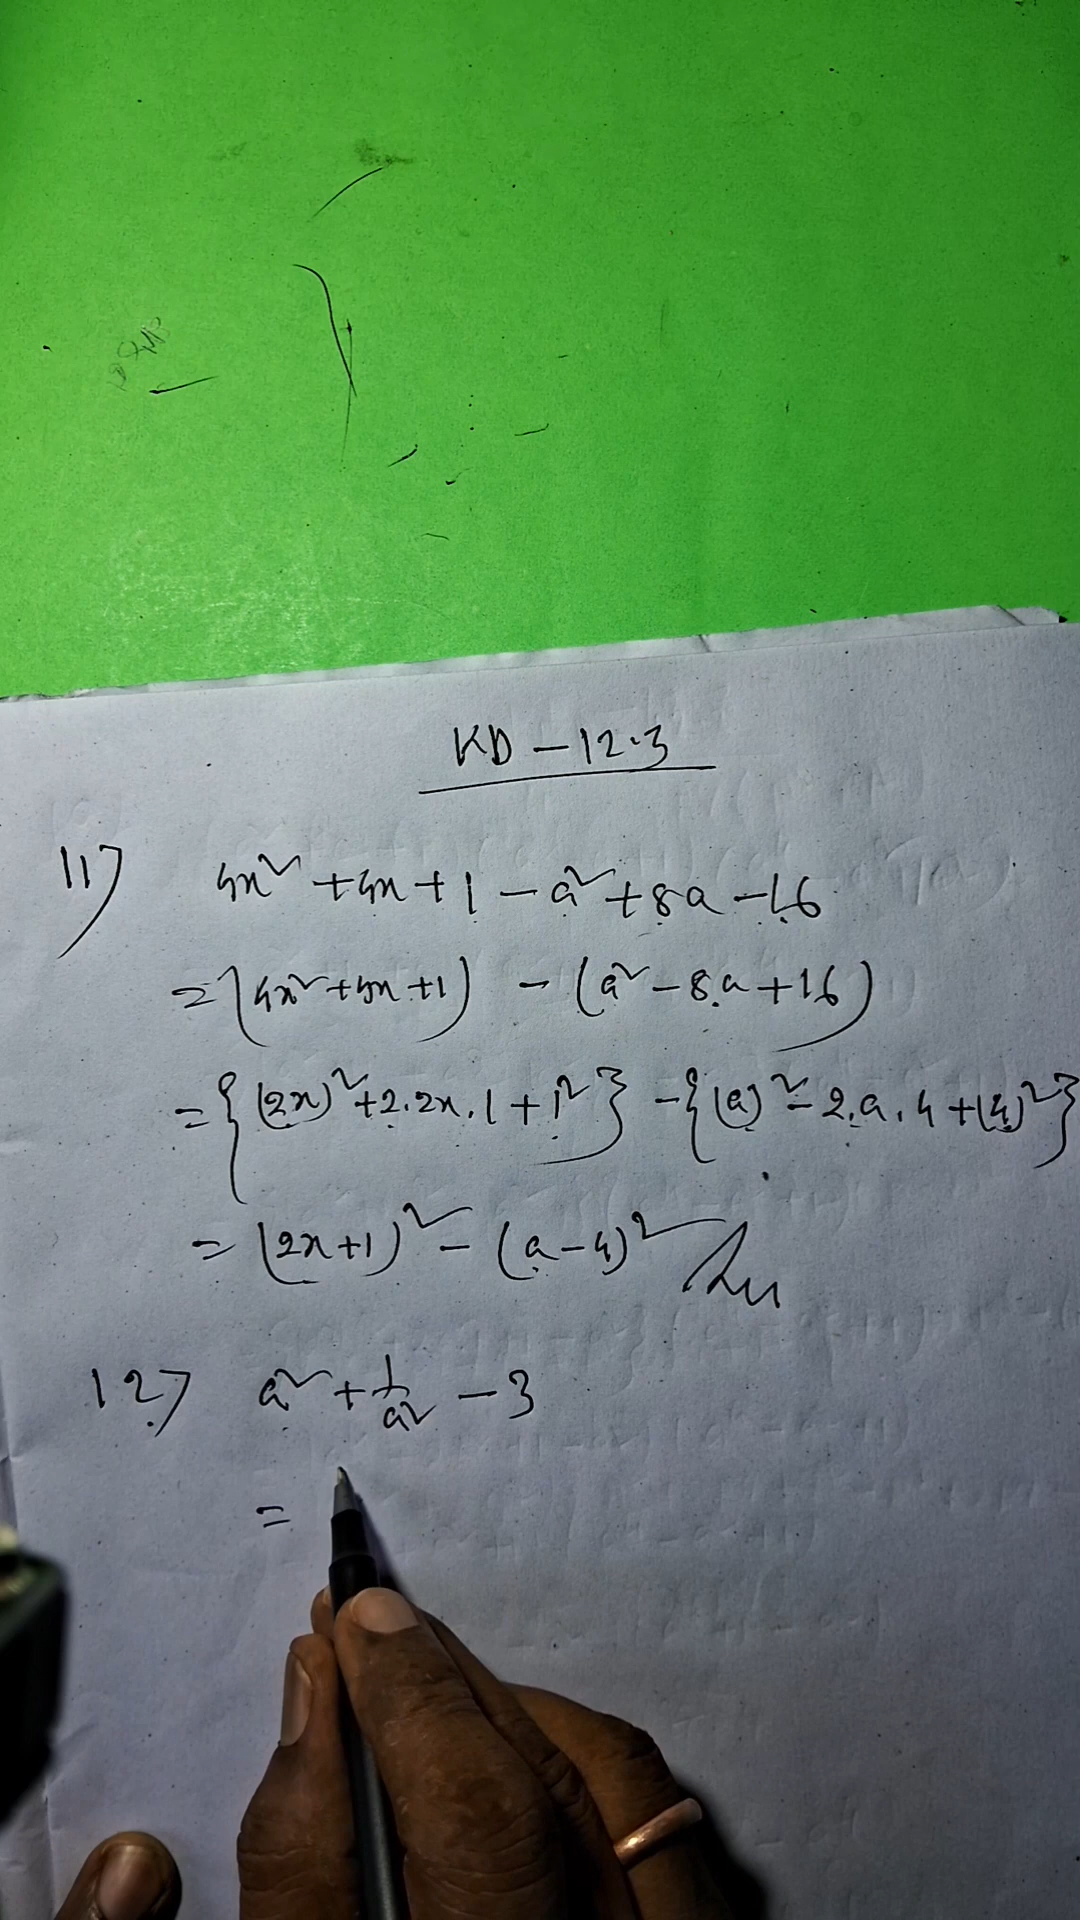 KD - 12.3
11) 4x² + 4x + 1 - a² + 8a - 16
= (4x² + 4x + 1) - (a² - 8a + 16)
= {(2x)² + 2.2x.1 + 1²} - {(a)² - 2.a.4 + (4)²}
= (2x+1)² - (a-4)²
12) a² + 1/a² - 3
=